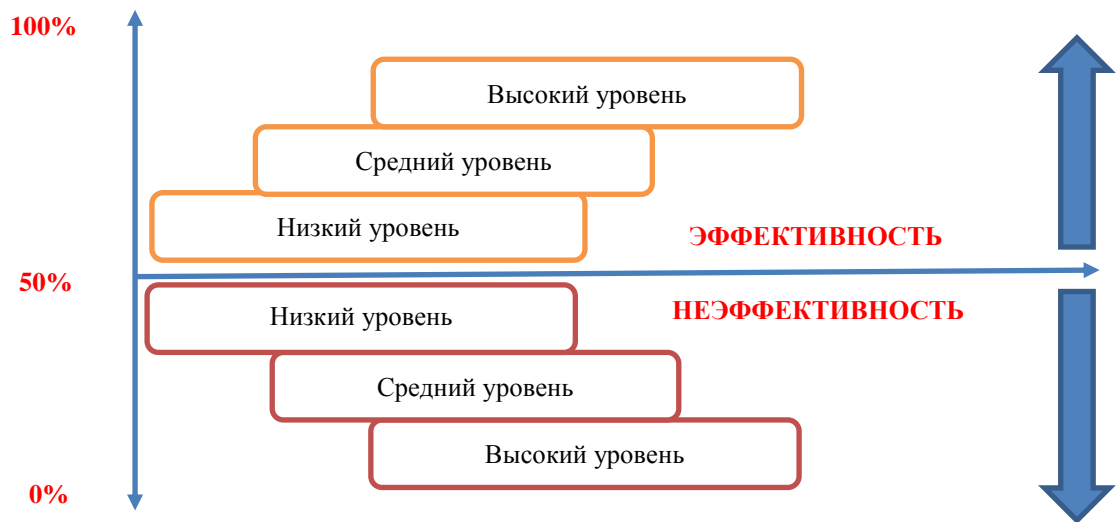 100%
Высокий уровень
Средний уровень
Низкий уровень
ЭФФЕКТИВНОСТЬ
50%
НЕЭФФЕКТИВНОСТЬ
Низкий уровень
Средний уровень
Высокий уровень
0%